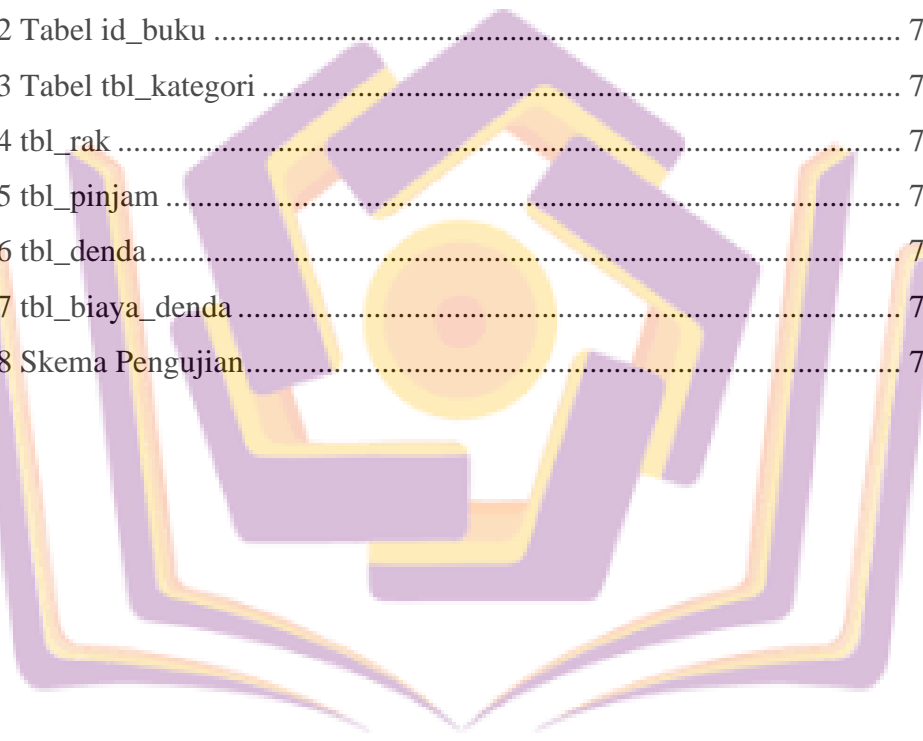 2 Tabel id_buku ........................................................................................... 7
3 Tabel tbl_kategori ..................................................................................... 7
4 tbl_rak ........................................................................................................ 7
5 tbl_pinjam .................................................................................................. 7
6 tbl_denda.................................................................................................... 7
7 tbl_biaya_denda ........................................................................................ 7
8 Skema Pengujian....................................................................................... 7